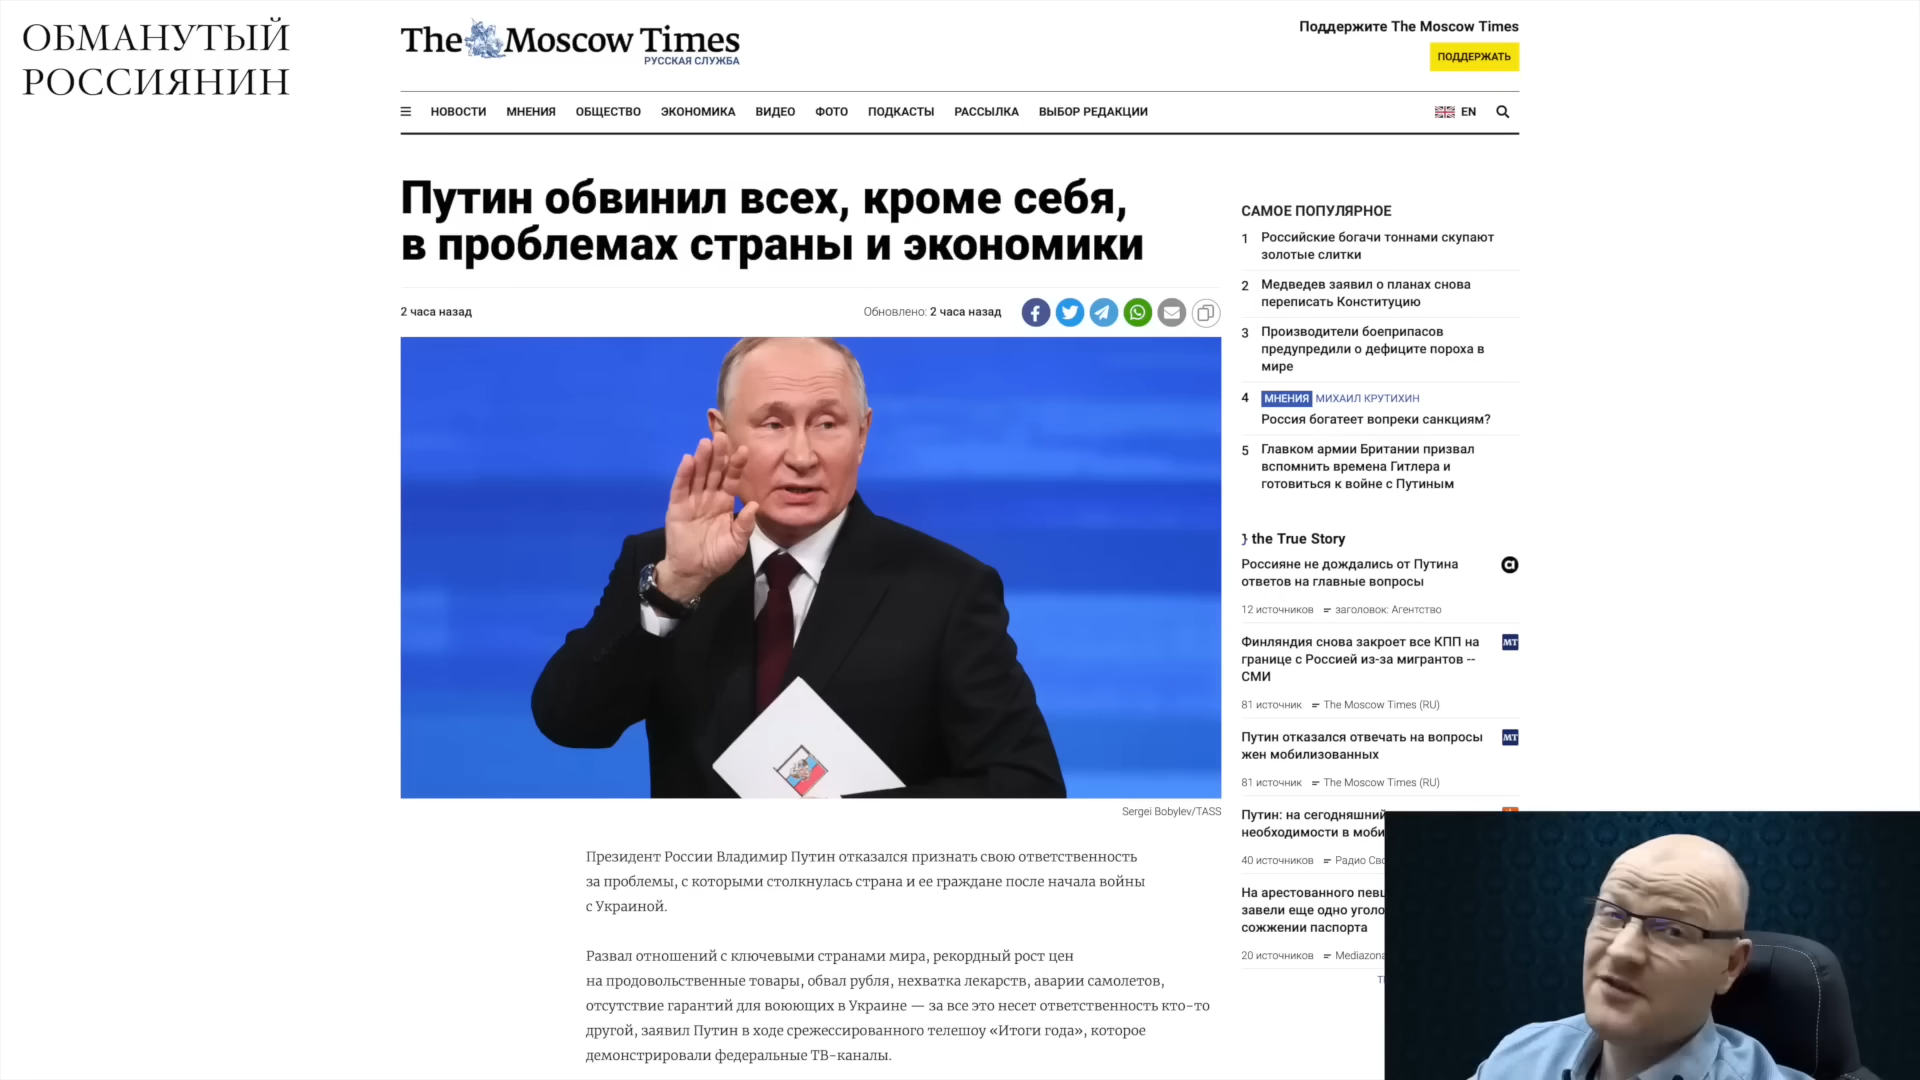 ОБМАНУТЫЙ
РОССИЯНИН
The Moscow Times
РУССКАЯ СЛУЖБА
Поддержите The Moscow Times
ПОДДЕРЖАТЬ
НОВОСТИ МНЕНИЯ ОБЩЕСТВО ЭКОНОМИКА ВИДЕО ФОТО ПОДКАСТЫ РАССЫЛКА ВЫБОР РЕДАКЦИИ EN
Путин обвинил всех, кроме себя,
в проблемах страны и экономики
2 часа назад
Обновлено: 2 часа назад
Sergei Bobylev/TASS
Президент России Владимир Путин отказался признать свою ответственность
за проблемы, с которыми столкнулась страна и ее граждане после начала войны
с Украиной.
Развал отношений с ключевыми странами мира, рекордный рост цен
на продовольственные товары, обвал рубля, нехватка лекарств, аварии самолетов,
отсутствие гарантий для воюющих в Украине — за все это несет ответственность кто-то
другой, заявил Путин в ходе срежессированного телешоу «Итоги года», которое
демонстрировали федеральные ТВ-каналы.
САМОЕ ПОПУЛЯРНОЕ
1 Российские богачи тоннами скупают
золотые слитки
2 Медведев заявил о планах снова
переписать Конституцию
3 Производители боеприпасов
предупредили о дефиците пороха в
мире
4 МНЕНИЯ МИХАИЛ КРУТИХИН
Россия богатеет вопреки санкциям?
5 Главком армии Британии призвал
вспомнить времена Гитлера и
готовиться к войне с Путиным
} the True Story
Россияне не дождались от Путина
ответов на главные вопросы
12 источников заголовок: Агентство
Финляндия снова закроет все КПП на
границе с Россией из-за мигрантов --
СМИ
MT
81 источник The Moscow Times (RU)
Путин отказался отвечать на вопросы
жен мобилизованных
MT
81 источник The Moscow Times (RU)
Путин: на сегодняшний
необходимости в моби
40 источников Радио Сво
На арестованного певц
завели еще одно уголо
сожжении паспорта
20 источников Mediazona